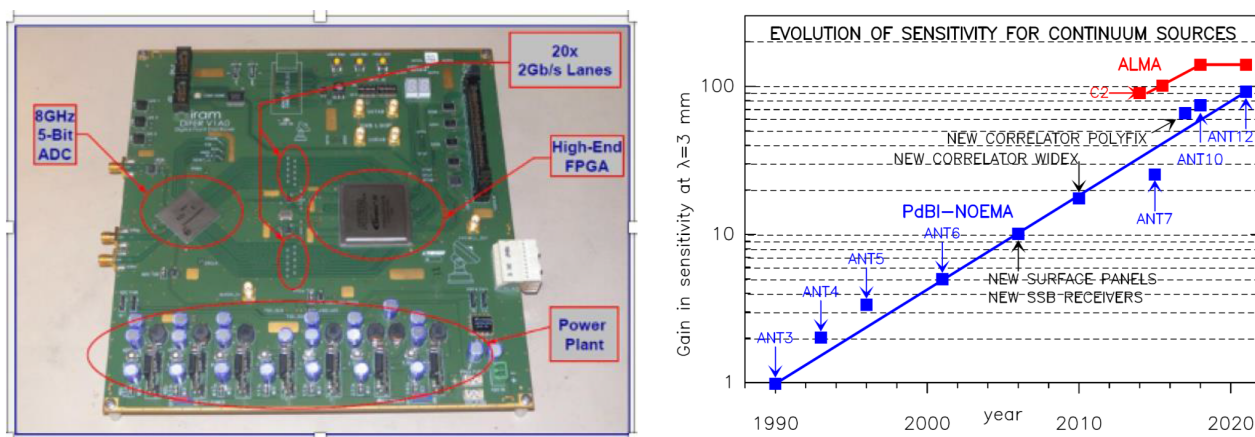 20x
2Gb/s Lanes
8GHz
5-Bit
ADC
iram
High-End
FPGA
Power
Plant
EVOLUTION OF SENSITIVITY FOR CONTINUUM SOURCES
ALMA
C2
100
NEW CORRELATOR POLYFIX
ANT12
NEW CORRELATOR WIDEX
ANT10
PdBI-NOEMA
ANT7
ANT6
10
ANT5
NEW SURFACE PANELS
NEW SSB RECEIVERS
ANT4
ANT3
1
Gain in sensitivity at λ=3 mm
1990
2000
year
2010
2020